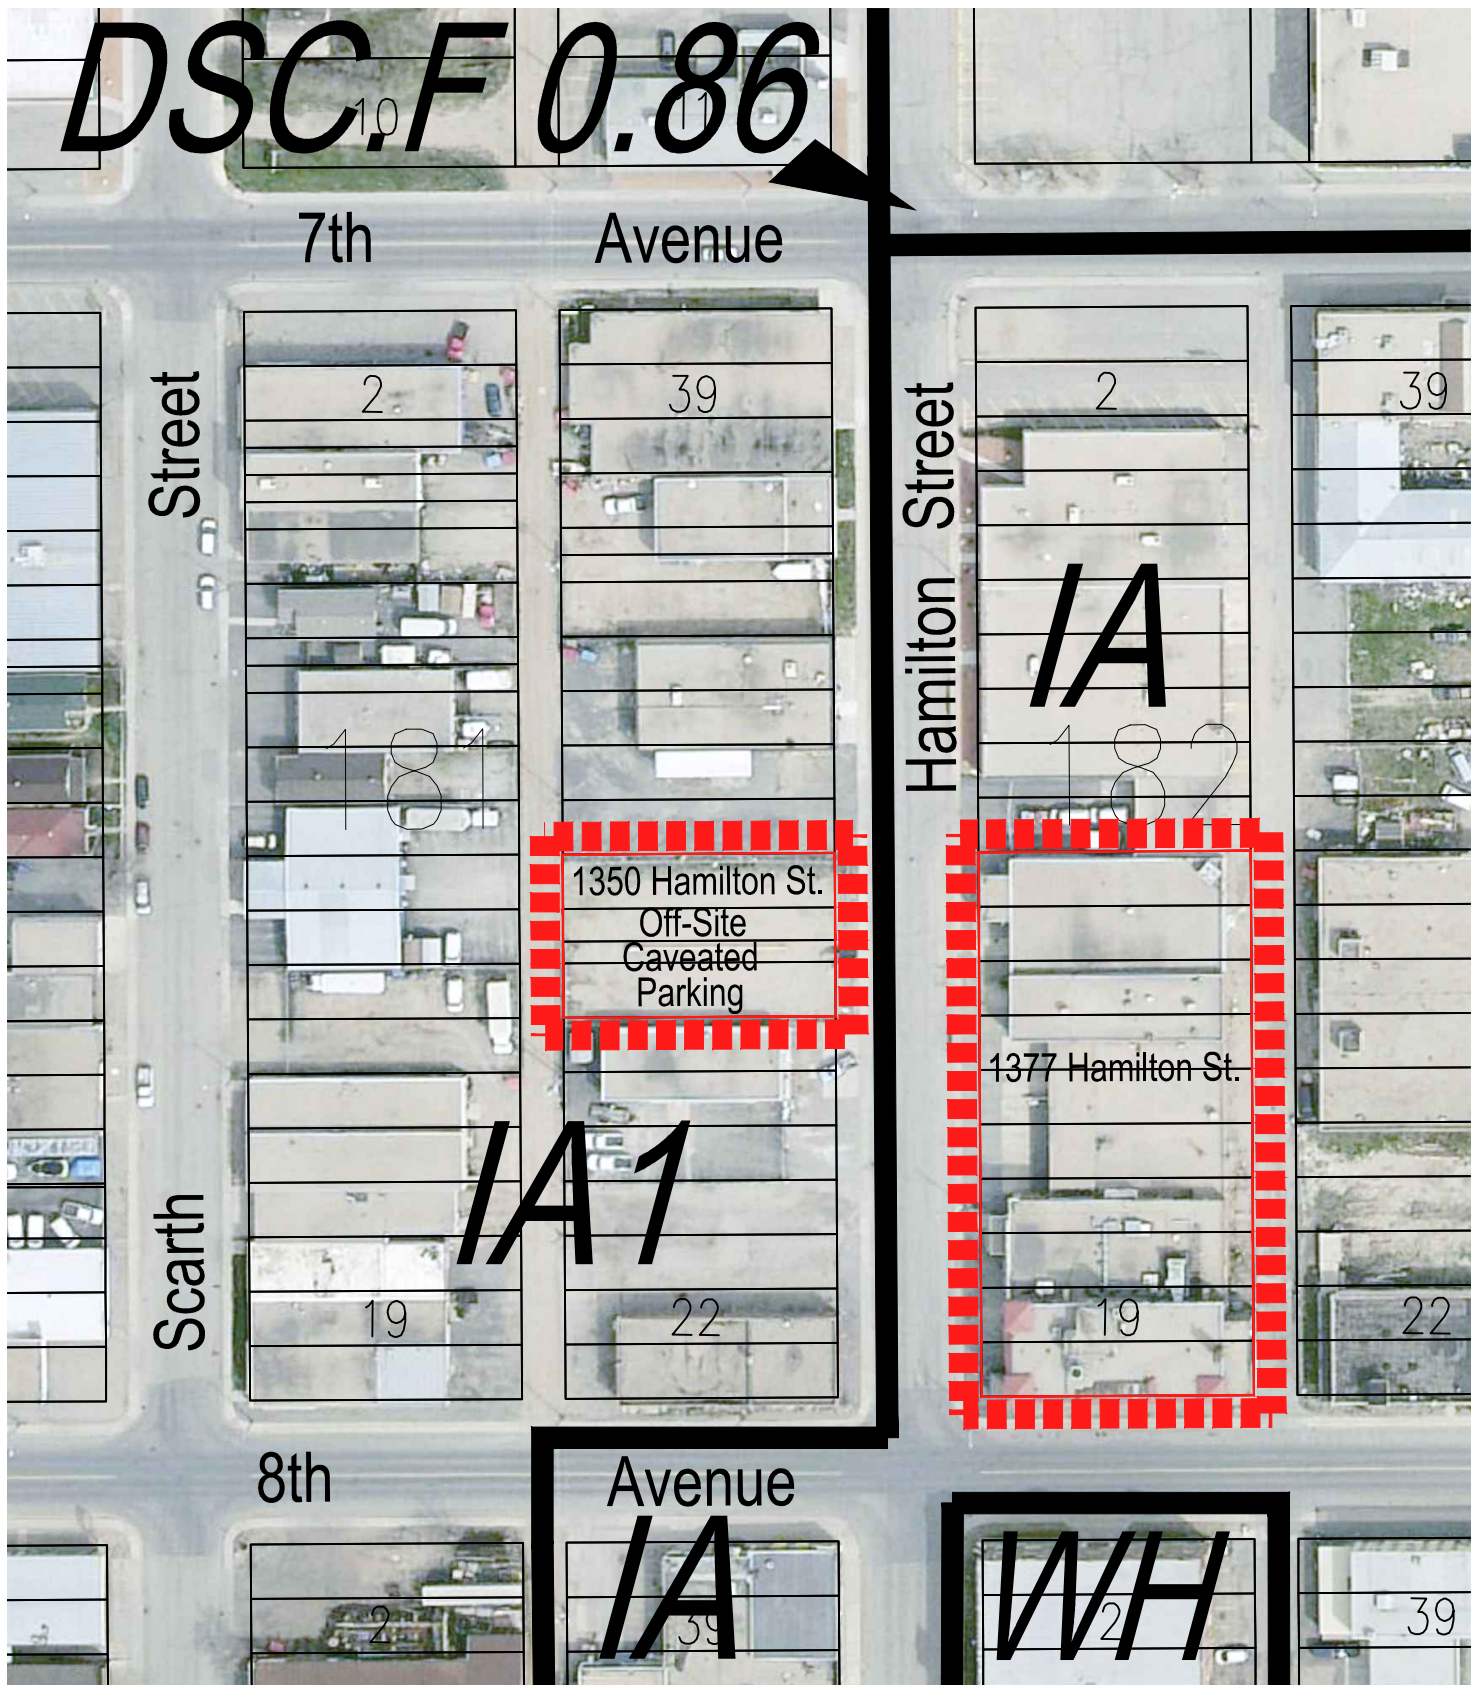 DSC.F 0.86
10
11
7th Avenue
2
39
2
39
Street
Hamilton Street
IA
181
182
1350 Hamilton St.
Off-Site
Caveated
Parking
1377 Hamilton St.
IA1
Scarth
19
22
19
22
8th Avenue
IA
WH
2
39
2
39